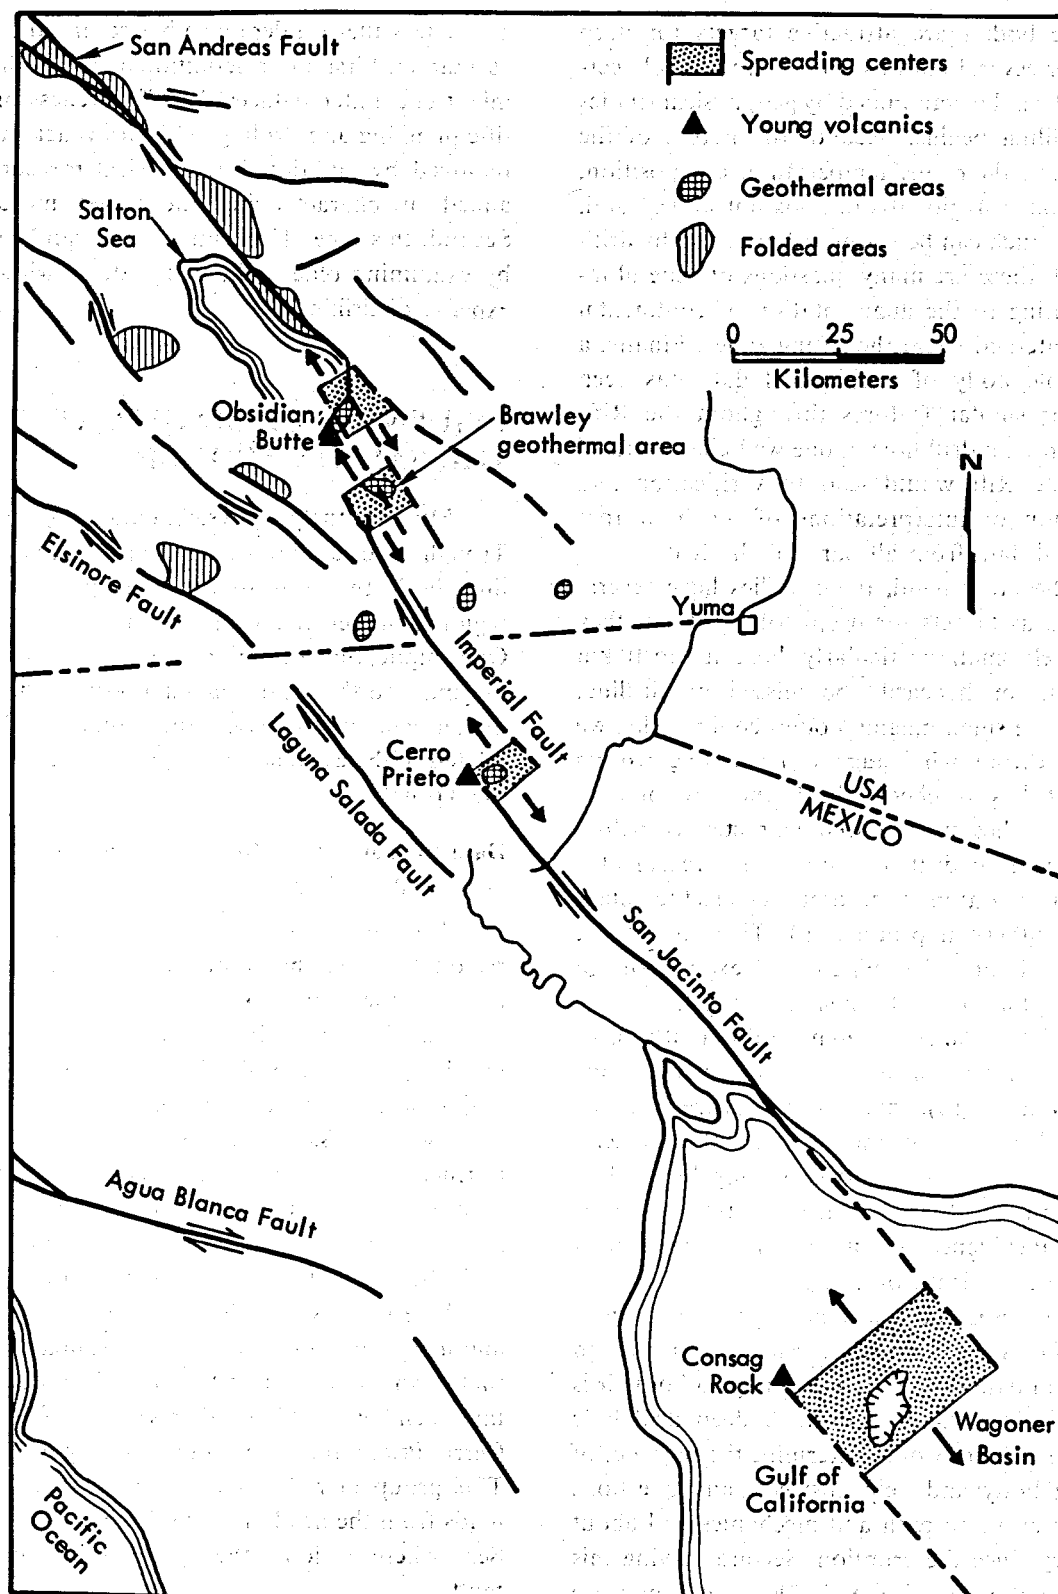 San Andreas Fault
Spreading centers
Young volcanics
Geothermal areas
Folded areas
Salton
Sea
0 25 50
Kilometers
Obsidian
Butte
Brawley
geothermal area
N
Elsinore Fault
Yuma
Imperial Fault
Laguna Salada Fault
Cerro
Prieto
USA
MEXICO
San Jacinto Fault
Agua Blanca Fault
Consag
Rock
Wagoner
Basin
Gulf of
California
Pacific
Ocean